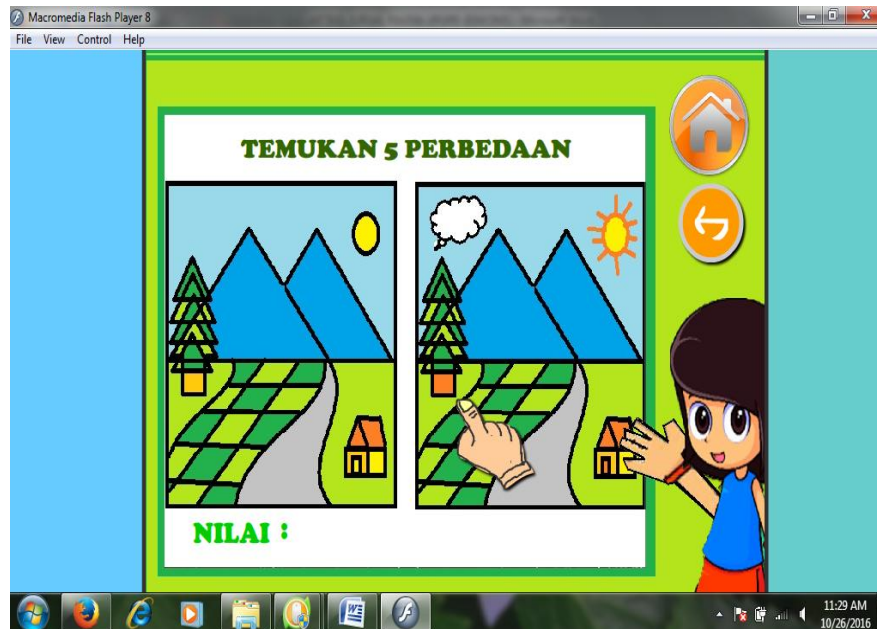 Macromedia Flash Player 8
File View Control Help
TEMUKAN 5 PERBEDAAN
NILAI :
11:29 AM
10/26/2016